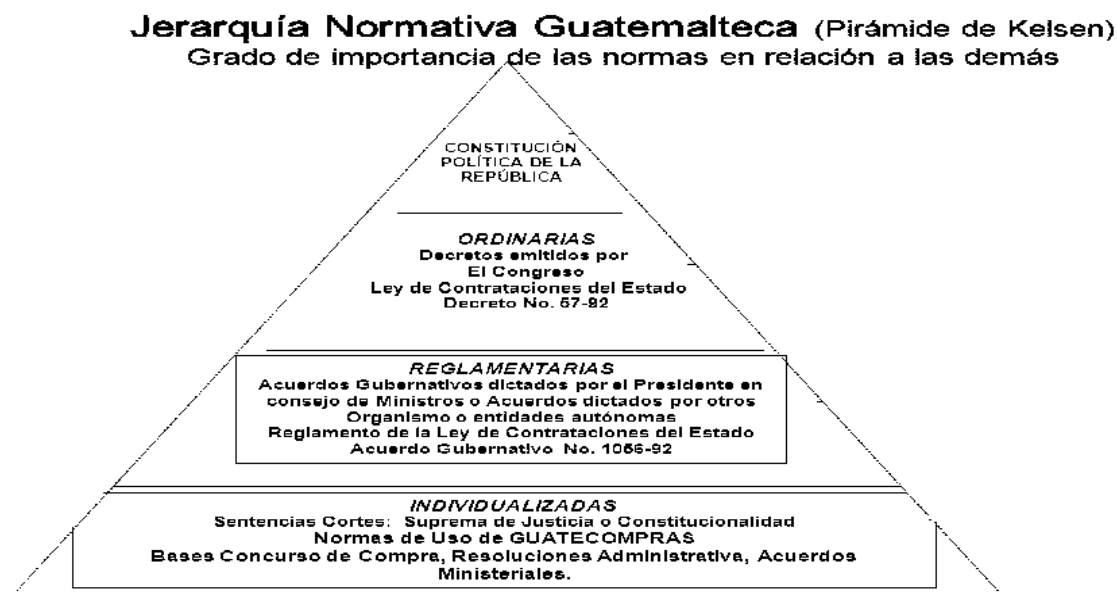 Jerarquía Normativa Guatemalteca (Pirámide de Kelsen)
Grado de importancia de las normas en relación a las demás
CONSTITUCIÓN
POLÍTICA DE LA
REPÚBLICA
ORDINARIAS
Decretos emitidos por
El Congreso
Ley de Contrataciones del Estado
Decreto No. 57-92
REGLAMENTARIAS
Acuerdos Gubernativos dictados por el Presidente en
consejo de Ministros o Acuerdos dictados por otros
Organismo o entidades autónomas
Reglamento de la Ley de Contrataciones del Estado
Acuerdo Gubernativo No. 1056-92
INDIVIDUALIZADAS
Sentencias Cortes: Suprema de Justicia o Constitucionalidad
Normas de Uso de GUATECOMPRAS
Bases Concurso de Compra, Resoluciones Administrativa, Acuerdos
Ministeriales.